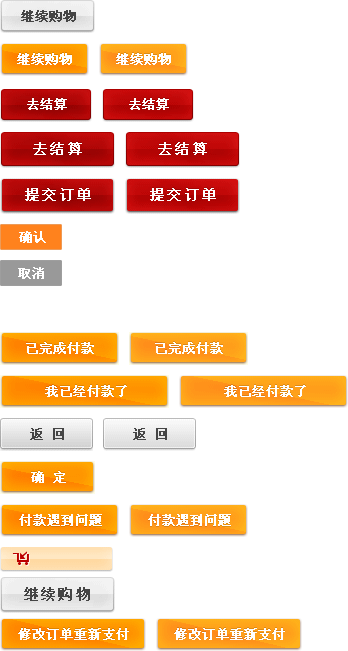 继续购物
继续购物 继续购物
去结算 去结算
去结算 去结算
提交订单 提交订单
确认
取消
已完成付款 已完成付款
我已经付款了 我已经付款了
返 回 返 回
确 定
付款遇到问题 付款遇到问题
继续购物
修改订单重新支付 修改订单重新支付